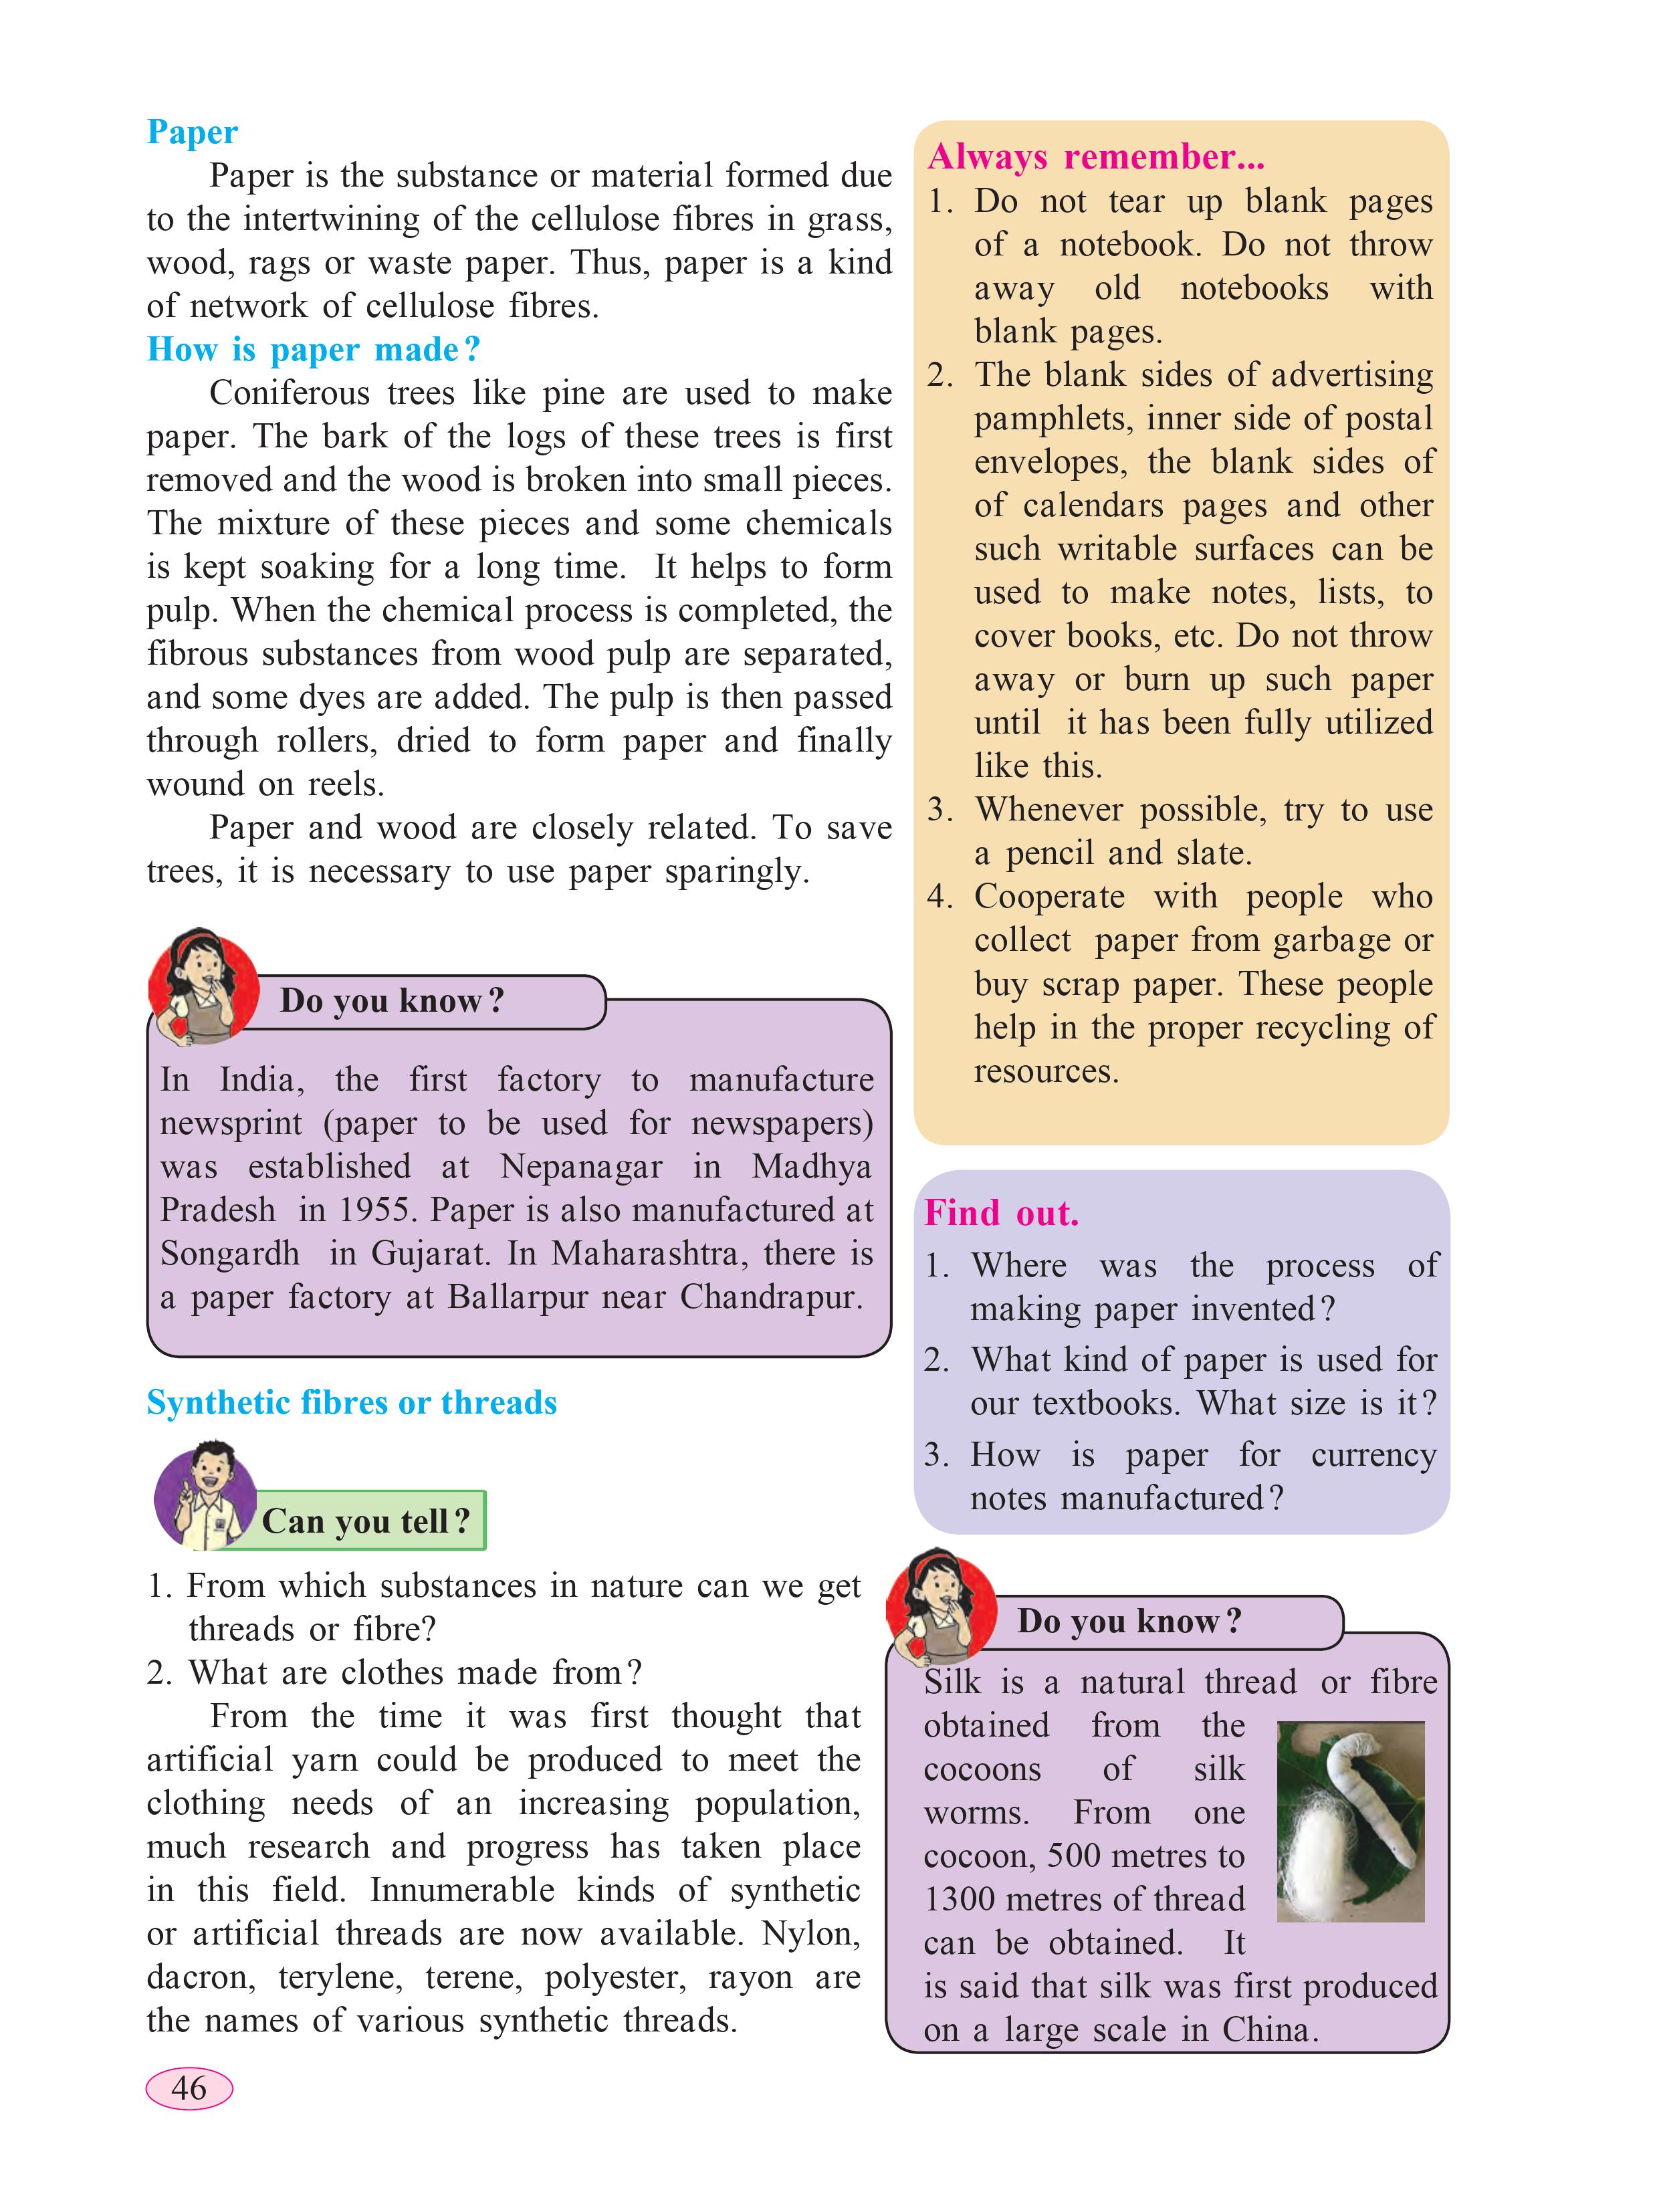 Paper
Paper is the substance or material formed due
to the intertwining of the cellulose fibres in grass,
wood, rags or waste paper. Thus, paper is a kind
of network of cellulose fibres.
How is paper made?
Coniferous trees like pine are used to make
paper. The bark of the logs of these trees is first
removed and the wood is broken into small pieces.
The mixture of these pieces and some chemicals
is kept soaking for a long time. It helps to form
pulp. When the chemical process is completed, the
fibrous substances from wood pulp are separated,
and some dyes are added. The pulp is then passed
through rollers, dried to form paper and finally
wound on reels.
Paper and wood are closely related. To save
trees, it is necessary to use paper sparingly.
Do you know?
In India, the first factory to manufacture
newsprint (paper to be used for newspapers)
was established at Nepanagar in Madhya
Pradesh in 1955. Paper is also manufactured at
Songardh in Gujarat. In Maharashtra, there is
a paper factory at Ballarpur near Chandrapur.
Synthetic fibres or threads
Can you tell?
1. From which substances in nature can we get
threads or fibre?
2. What are clothes made from?
From the time it was first thought that
artificial yarn could be produced to meet the
clothing needs of an increasing population,
much research and progress has taken place
in this field. Innumerable kinds of synthetic
or artificial threads are now available. Nylon,
dacron, terylene, terene, polyester, rayon are
the names of various synthetic threads.
Always remember...
1. Do not tear up blank pages
of a notebook. Do not throw
away old notebooks with
blank pages.
2. The blank sides of advertising
pamphlets, inner side of postal
envelopes, the blank sides of
of calendars pages and other
such writable surfaces can be
used to make notes, lists, to
cover books, etc. Do not throw
away or burn up such paper
until it has been fully utilized
like this.
3. Whenever possible, try to use
a pencil and slate.
4. Cooperate with people who
collect paper from garbage or
buy scrap paper. These people
help in the proper recycling of
resources.
Find out.
1. Where was the process of
making paper invented?
2. What kind of paper is used for
our textbooks. What size is it?
3. How is paper for currency
notes manufactured?
Do you know?
Silk is a natural thread or fibre
obtained from the
cocoons of silk
worms. From one
cocoon, 500 metres to
1300 metres of thread
can be obtained. It
is said that silk was first produced
on a large scale in China.
46